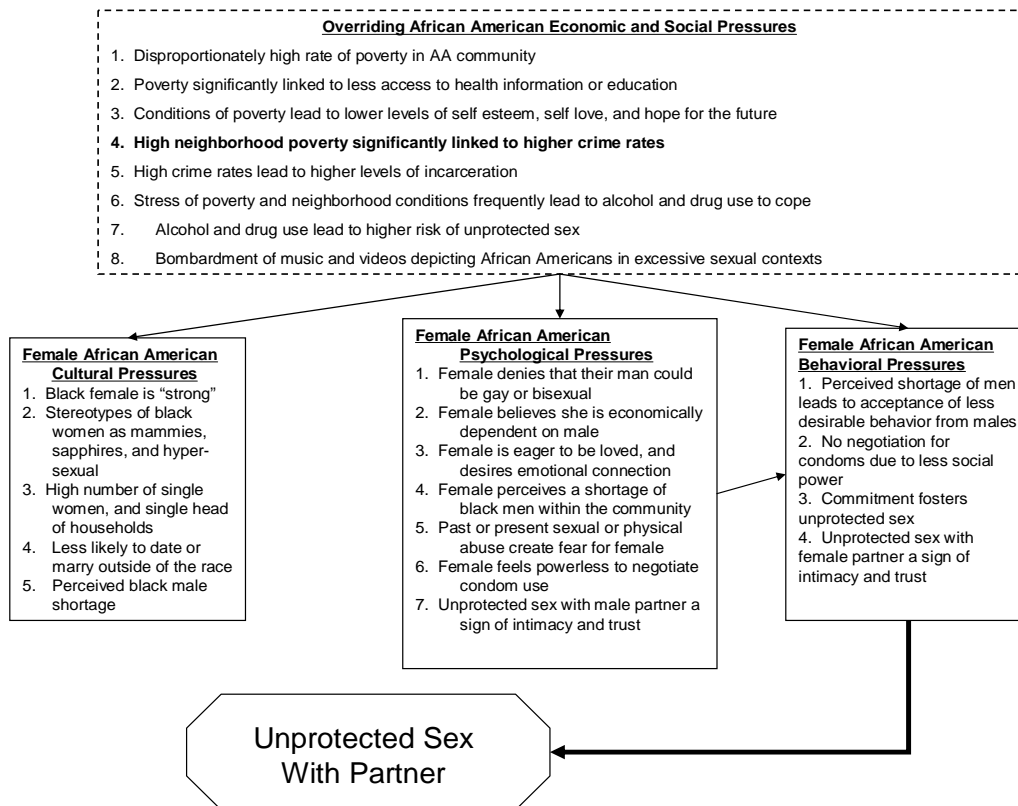 Overriding African American Economic and Social Pressures
1. Disproportionately high rate of poverty in AA community
2. Poverty significantly linked to less access to health information or education
3. Conditions of poverty lead to lower levels of self esteem, self love, and hope for the future
4. High neighborhood poverty significantly linked to higher crime rates
5. High crime rates lead to higher levels of incarceration
6. Stress of poverty and neighborhood conditions frequently lead to alcohol and drug use to cope
7. Alcohol and drug use lead to higher risk of unprotected sex
8. Bombardment of music and videos depicting African Americans in excessive sexual contexts
Female African American
Cultural Pressures
1. Black female is “strong”
2. Stereotypes of black
women as mammies,
sapphires, and hyper-
sexual
3. High number of single
women, and single head
of households
4. Less likely to date or
marry outside of the race
5. Perceived black male
shortage
Female African American
Psychological Pressures
1. Female denies that their man could
be gay or bisexual
2. Female believes she is economically
dependent on male
3. Female is eager to be loved, and
desires emotional connection
4. Female perceives a shortage of
black men within the community
5. Past or present sexual or physical
abuse create fear for female
6. Female feels powerless to negotiate
condom use
7. Unprotected sex with male partner a
sign of intimacy and trust
Female African American
Behavioral Pressures
1. Perceived shortage of men
leads to acceptance of less
desirable behavior from males
2. No negotiation for
condoms due to less social
power
3. Commitment fosters
unprotected sex
4. Unprotected sex with
female partner a sign of
intimacy and trust
Unprotected Sex
With Partner